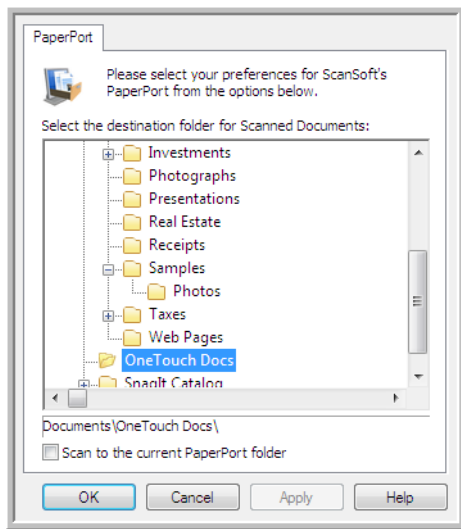 PaperPort
Please select your preferences for ScanSoft's
PaperPort from the options below.
Select the destination folder for Scanned Documents:
Investments
Photographs
Presentations
Real Estate
Receipts
Samples
Photos
Taxes
Web Pages
OneTouch Docs
SnagIt Catalog
Documents\OneTouch Docs\
Scan to the current PaperPort folder
OK Cancel Apply Help